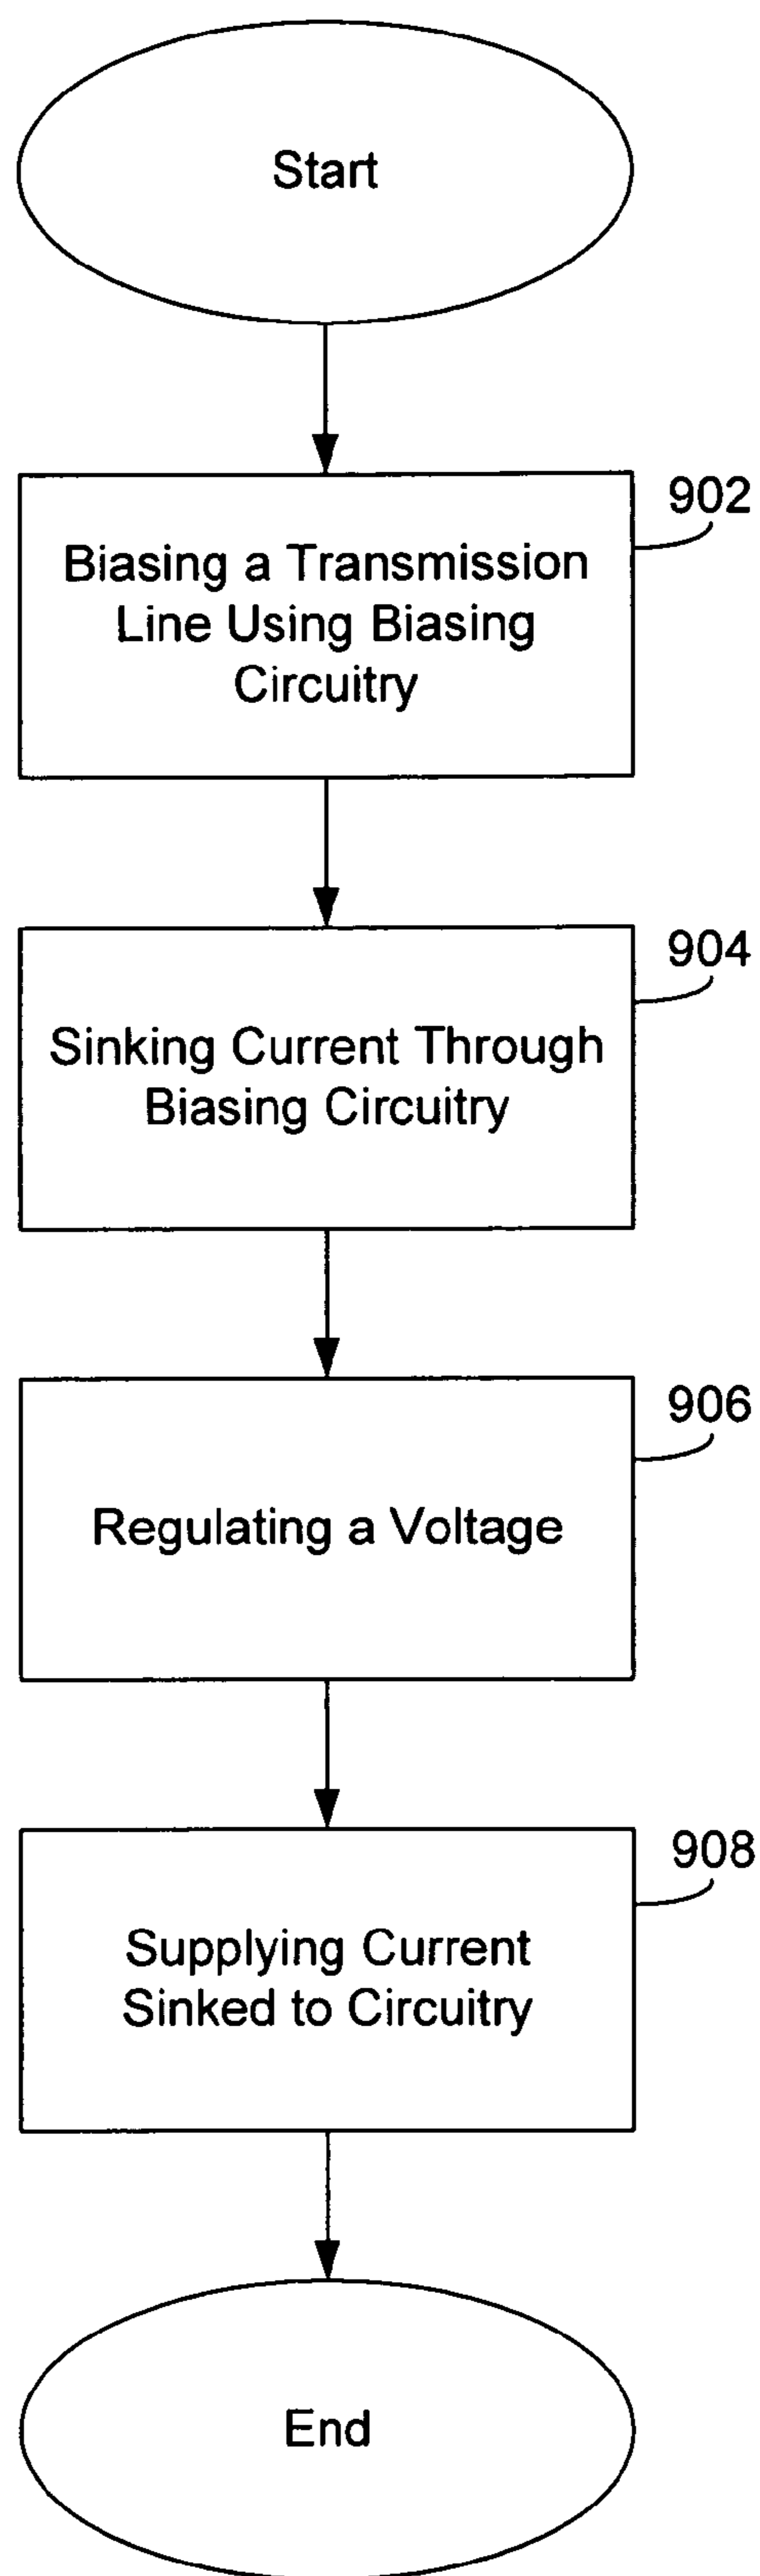 Start
902
Biasing a Transmission
Line Using Biasing
Circuitry
904
Sinking Current Through
Biasing Circuitry
906
Regulating a Voltage
908
Supplying Current
Sinked to Circuitry
End